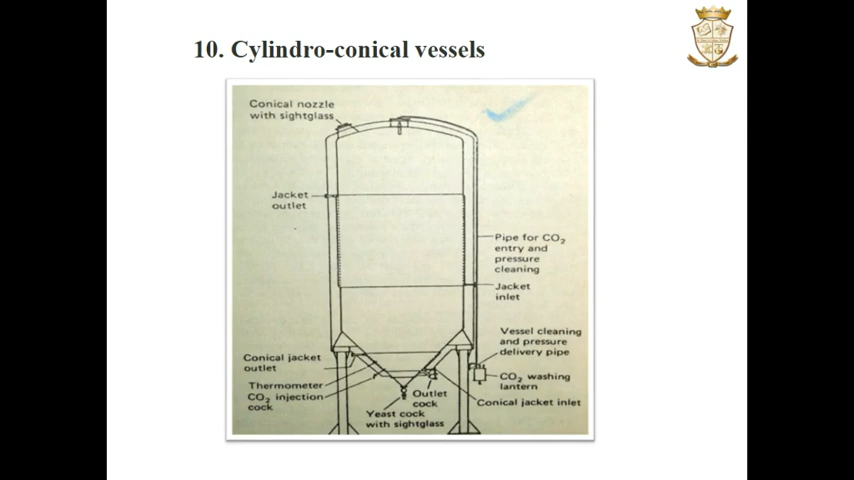 10. Cylindro-conical vessels
Conical nozzle
with sightglass
Jacket
outlet
Pipe for CO₂
entry and
pressure
cleaning
Jacket
inlet
Vessel cleaning
and pressure
delivery pipe
Conical jacket
outlet
Thermometer
CO₂ injection
cock
CO₂ washing
lantern
Outlet
cock
Conical jacket inlet
Yeast cock
with sightglass